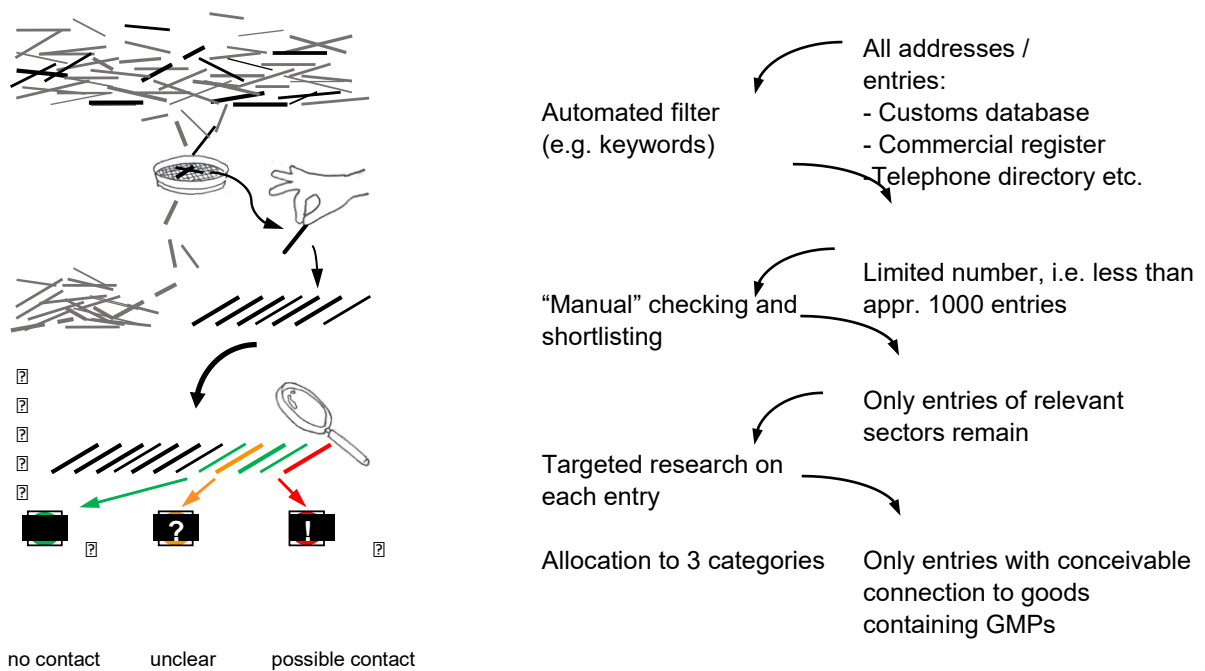 All addresses /
entries:
- Customs database
- Commercial register
-Telephone directory etc.
Automated filter
(e.g. keywords)
Limited number, i.e. less than
appr. 1000 entries
“Manual” checking and
shortlisting
Only entries of relevant
sectors remain
Targeted research on
each entry
Allocation to 3 categories
Only entries with conceivable
connection to goods
containing GMPs
?
!
no contact
unclear
possible contact